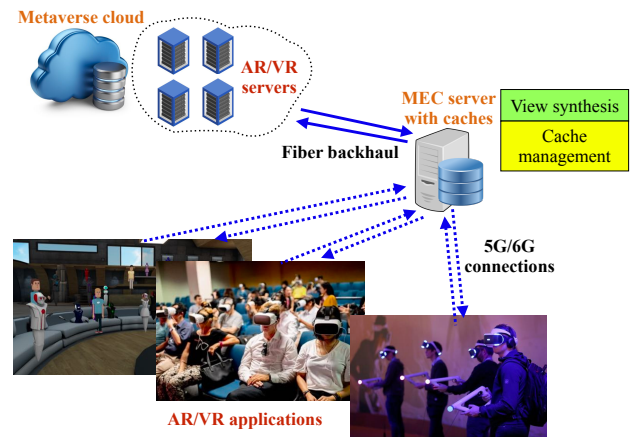 Metaverse cloud
AR/VR
servers
MEC server
with caches
View synthesis
Cache
management
Fiber backhaul
5G/6G
connections
AR/VR applications